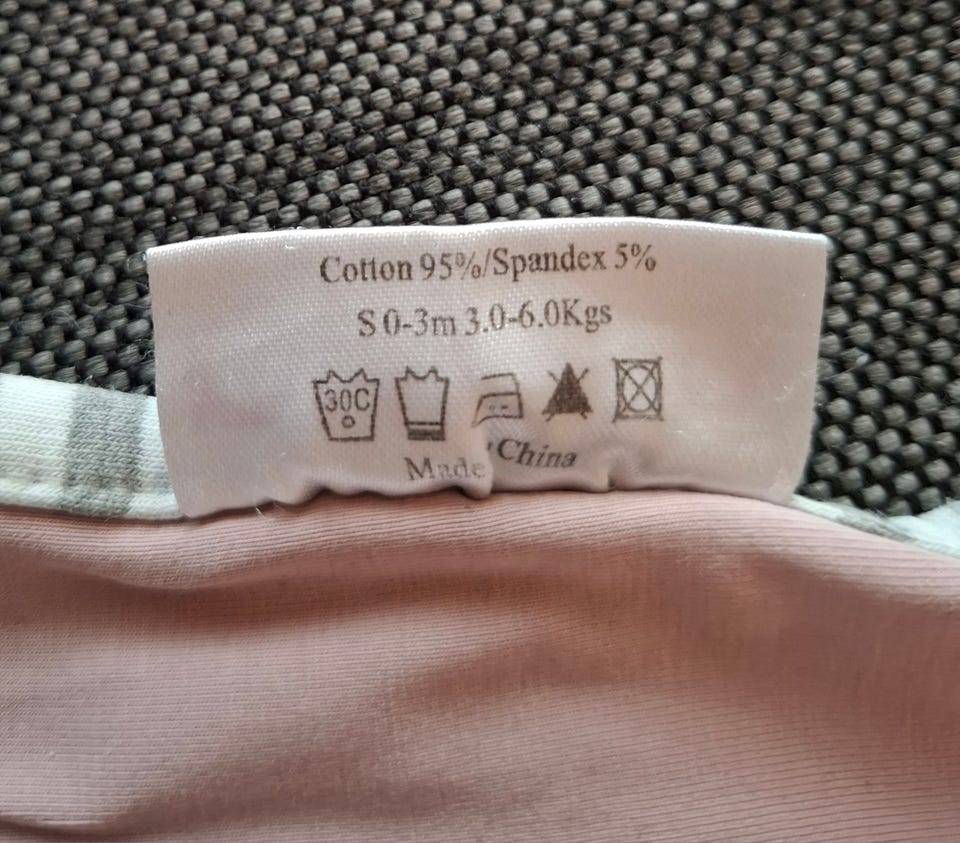 Cotton 95%/Spandex 5%
S 0-3m 3.0-6.0Kgs
30C
Made China